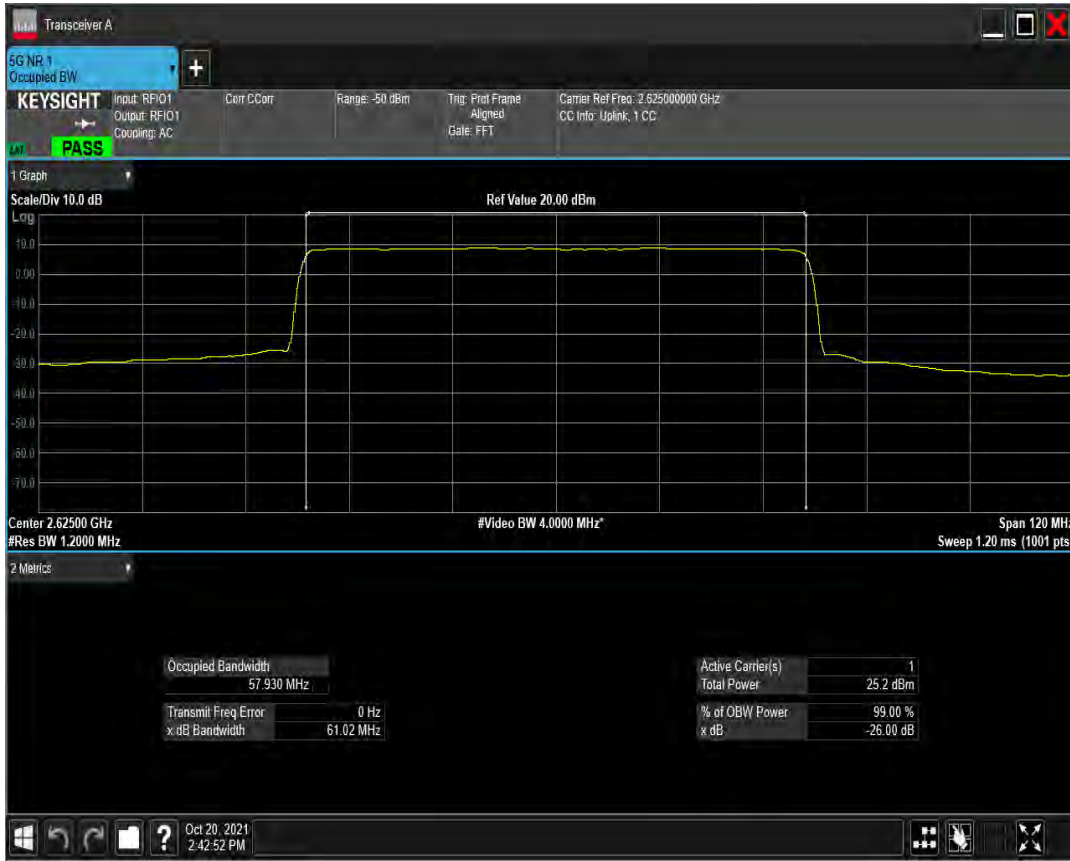 Transceiver A
5G NR 1
Occupied BW
+
KEYSIGHT
PASS
Input: RFIO1
Output: RFIO1
Coupling: AC
Corr CCorr
Range: -50 dBm
Trig: Prot Frame
Aligned
Gate: FFT
Carrier Ref Freq: 2.625000000 GHz
CC Info: Uplink, 1 CC
1 Graph
Scale/Div 10.0 dB
Ref Value 20.00 dBm
Log
10.0
0.00
-10.0
-20.0
-30.0
-40.0
-50.0
-60.0
-70.0
Center 2.62500 GHz
#Video BW 4.0000 MHz*
Span 120 MHz
#Res BW 1.2000 MHz
Sweep 1.20 ms (1001 pts
2 Metrics
Occupied Bandwidth
57.930 MHz
Transmit Freq Error 0 Hz
x dB Bandwidth 61.02 MHz
Active Carrier(s) 1
Total Power 25.2 dBm
% of OBW Power 99.00 %
x dB -26.00 dB
?
Oct 20, 2021
2:42:52 PM